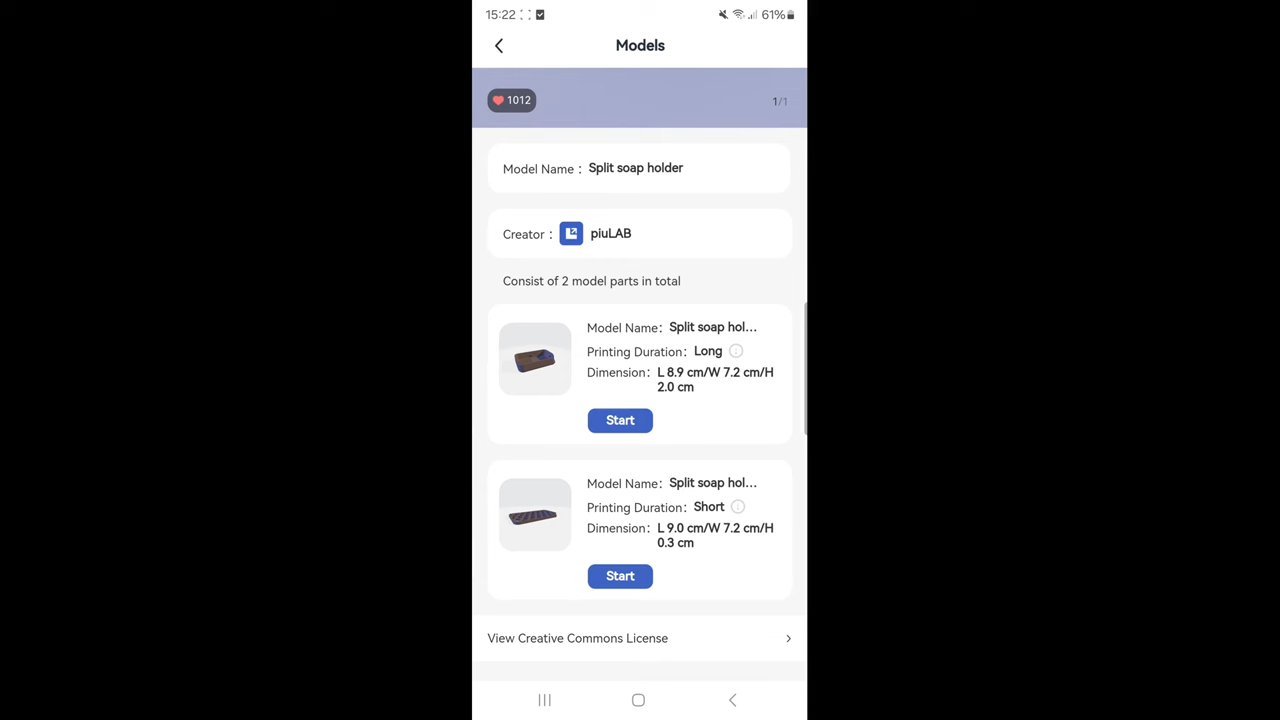 15:22
61%
Models
1012
1/1
Model Name： Split soap holder
Creator： piuLAB
Consist of 2 model parts in total
Model Name： Split soap hol...
Printing Duration： Long
Dimension： L 8.9 cm/W 7.2 cm/H
2.0 cm
Start
Model Name： Split soap hol...
Printing Duration： Short
Dimension： L 9.0 cm/W 7.2 cm/H
0.3 cm
Start
View Creative Commons License